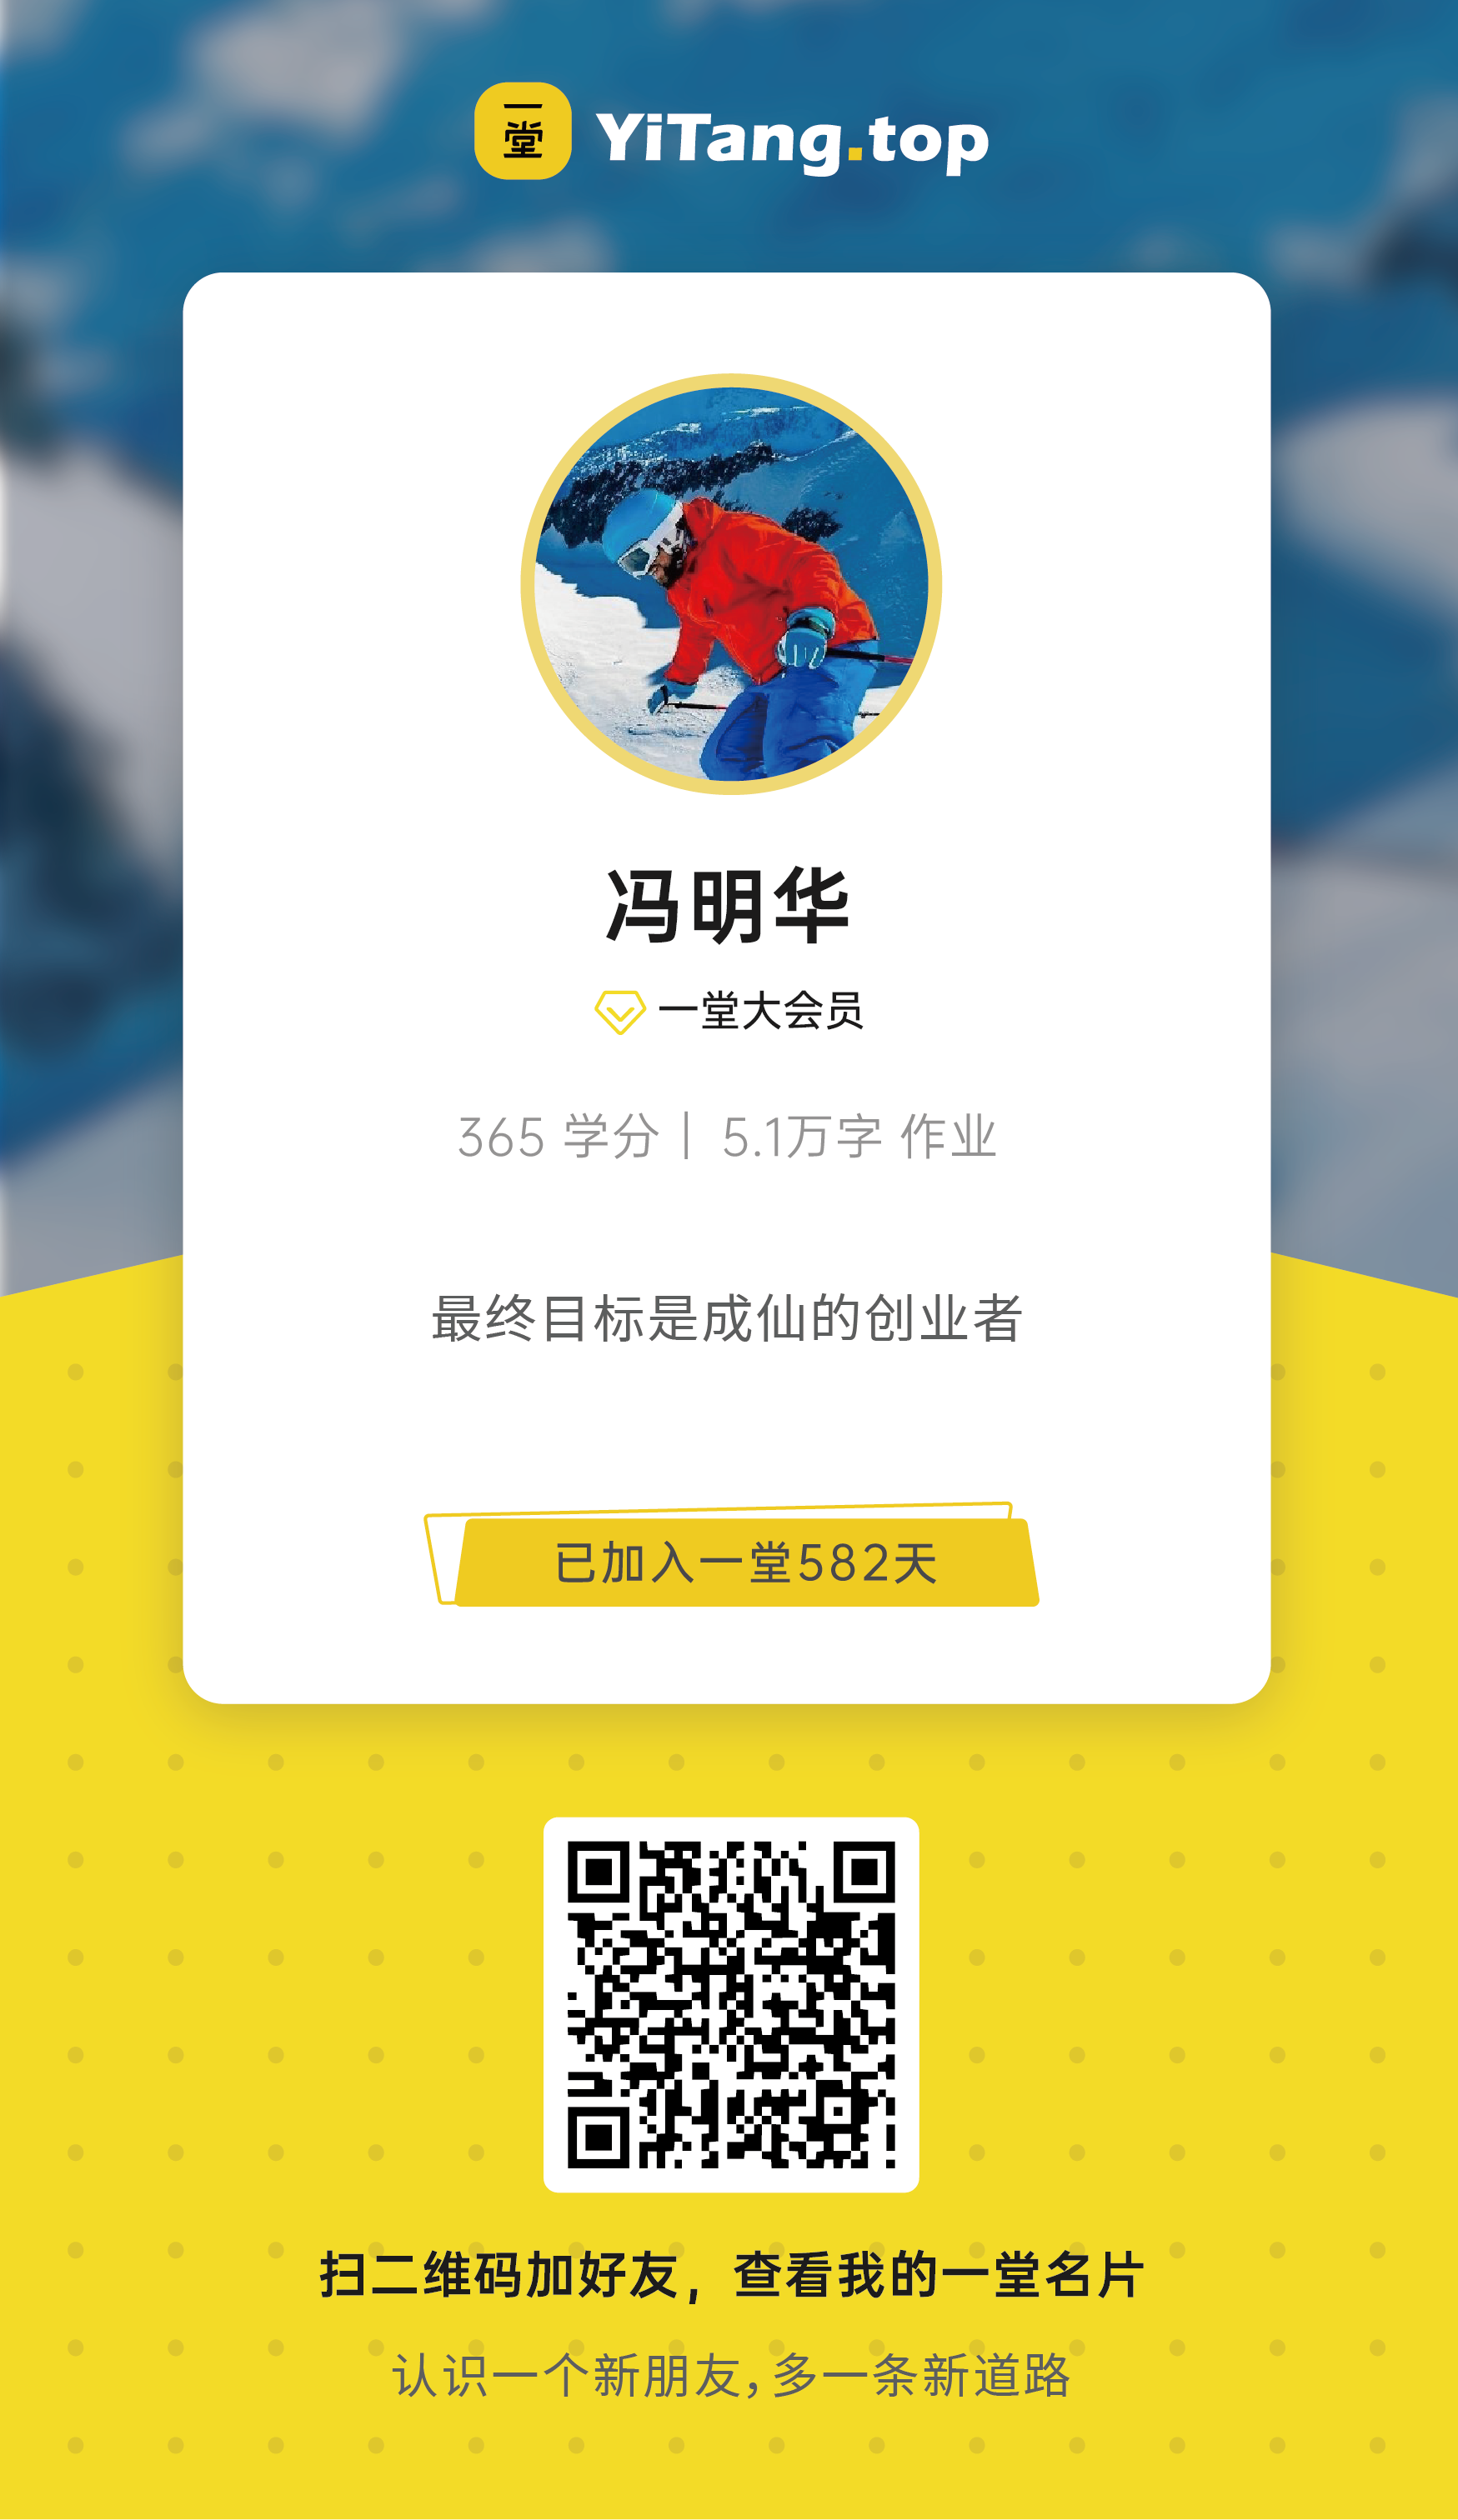 一堂 YiTang.top
冯明华
一堂大会员
365 学分 | 5.1万字 作业
最终目标是成仙的创业者
已加入一堂582天
扫二维码加好友，查看我的一堂名片
认识一个新朋友，多一条新道路